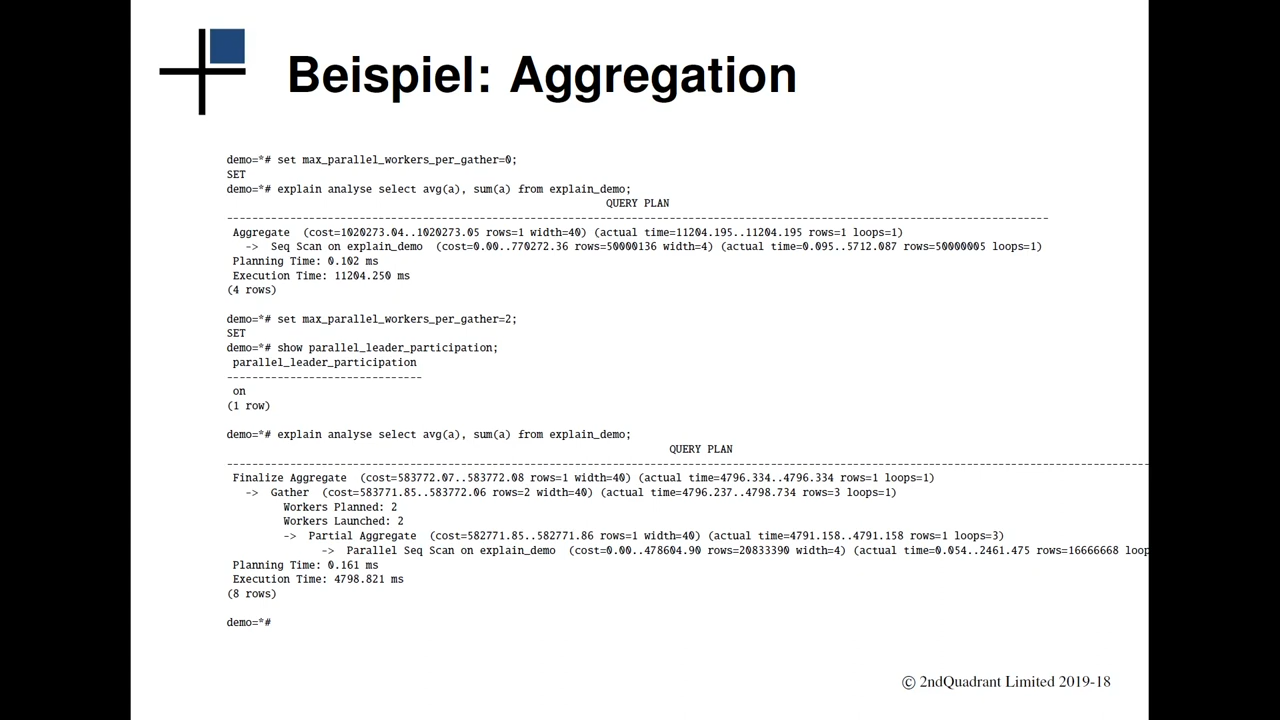 Beispiel: Aggregation
demo=*# set max_parallel_workers_per_gather=0;
SET
demo=*# explain analyse select avg(a), sum(a) from explain_demo;
QUERY PLAN
---------------------------------------------------------------------------------------------------------------------------------
Aggregate (cost=1020273.04..1020273.05 rows=1 width=40) (actual time=11204.195..11204.195 rows=1 loops=1)
-> Seq Scan on explain_demo (cost=0.00..770272.36 rows=50000136 width=4) (actual time=0.095..5712.087 rows=50000005 loops=1)
Planning Time: 0.102 ms
Execution Time: 11204.250 ms
(4 rows)
demo=*# set max_parallel_workers_per_gather=2;
SET
demo=*# show parallel_leader_participation;
parallel_leader_participation
-------------------------------
on
(1 row)
demo=*# explain analyse select avg(a), sum(a) from explain_demo;
QUERY PLAN
---------------------------------------------------------------------------------------------------------------------------------------------------
Finalize Aggregate (cost=583772.07..583772.08 rows=1 width=40) (actual time=4796.334..4796.334 rows=1 loops=1)
-> Gather (cost=583771.85..583772.06 rows=2 width=40) (actual time=4796.237..4798.734 rows=3 loops=1)
Workers Planned: 2
Workers Launched: 2
-> Partial Aggregate (cost=582771.85..582771.86 rows=1 width=40) (actual time=4791.158..4791.158 rows=1 loops=3)
-> Parallel Seq Scan on explain_demo (cost=0.00..478604.90 rows=20833390 width=4) (actual time=0.054..2461.475 rows=16666668 loop
Planning Time: 0.161 ms
Execution Time: 4798.821 ms
(8 rows)
demo=*#
© 2ndQuadrant Limited 2019-18